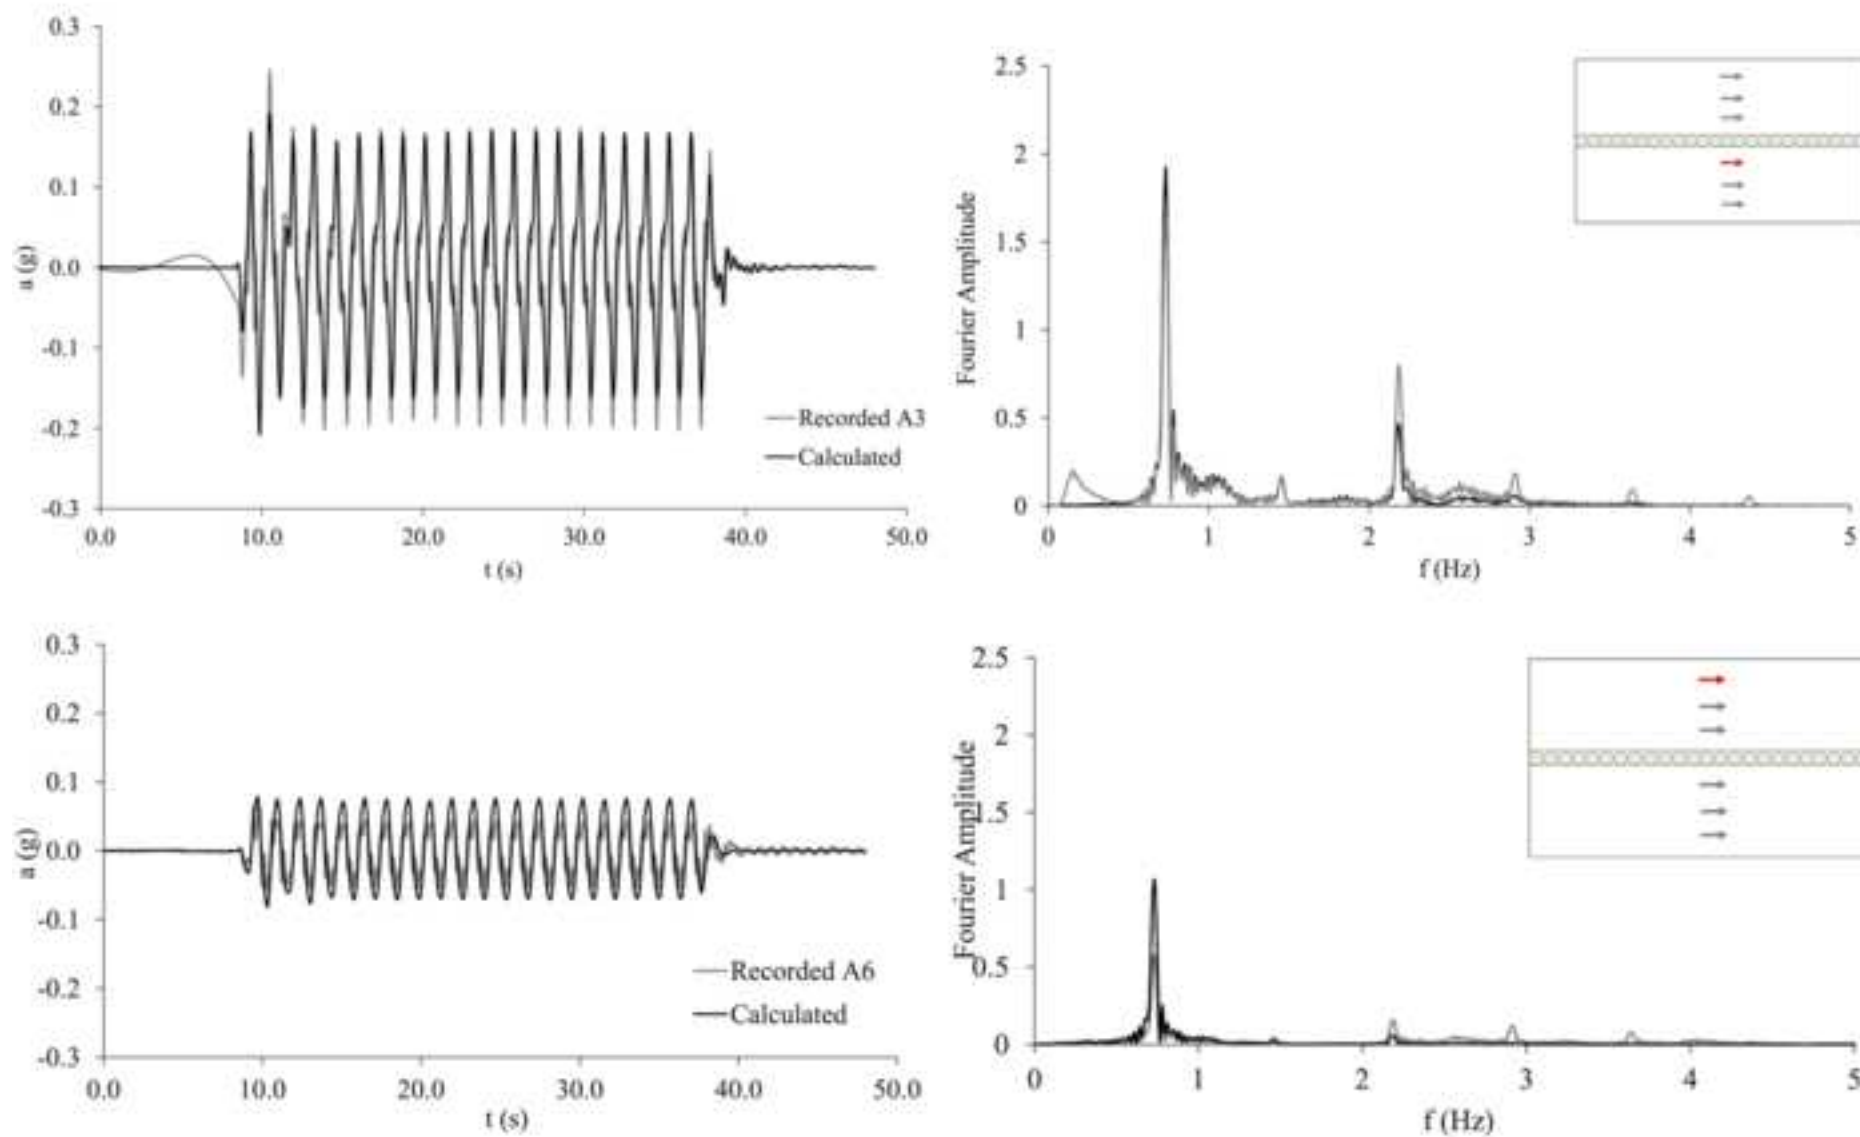 0.3
0.2
0.1
0.0
-0.1
-0.2
-0.3
a (g)
0.0 10.0 20.0 30.0 40.0 50.0
t (s)
Recorded A3
Calculated
2.5
2
1.5
1
0.5
0
Fourier Amplitude
0 1 2 3 4 5
f (Hz)
0.3
0.2
0.1
0.0
-0.1
-0.2
-0.3
a (g)
0.0 10.0 20.0 30.0 40.0 50.0
t (s)
Recorded A6
Calculated
2.5
2
1.5
1
0.5
0
Fourier Amplitude
0 1 2 3 4 5
f (Hz)